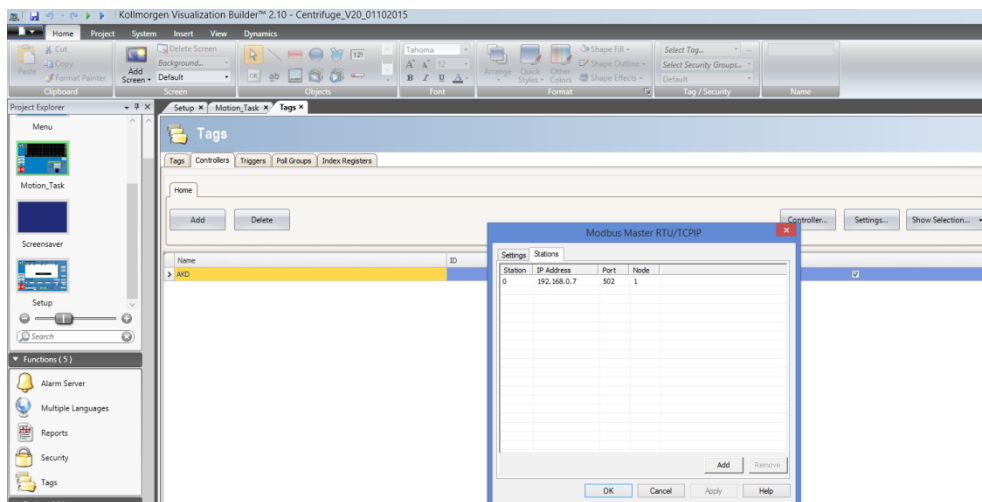 Kollmorgen Visualization Builder™ 2.10 - Centrifuge_V20_01102015
Home Project System Insert View Dynamics
Paste
Cut
Copy
Format Painter
Clipboard
Add Screen
Delete Screen
Background...
Default
Screen
OK ab 123
Objects
Tahoma
A A 12
B I U A
Font
Arrange
Quick Styles
Other Colors
Shape Fill
Shape Outline
Shape Effects
Format
Select Tag... ...
Select Security Groups...
Default
Tag / Security
Name
Project Explorer
Menu
Motion_Task
Screensaver
Setup
Search
Functions ( 5 )
Alarm Server
Multiple Languages
Reports
Security
Tags
Setup × Motion_Task × Tags ×
Tags
Tags Controllers Triggers Poll Groups Index Registers
Home
Add Delete Controller... Settings... Show Selection...
Name ID
AKD
Modbus Master RTU/TCPIP
Settings Stations
Station IP Address Port Node
0 192.168.0.7 502 1
Add Remove
OK Cancel Apply Help